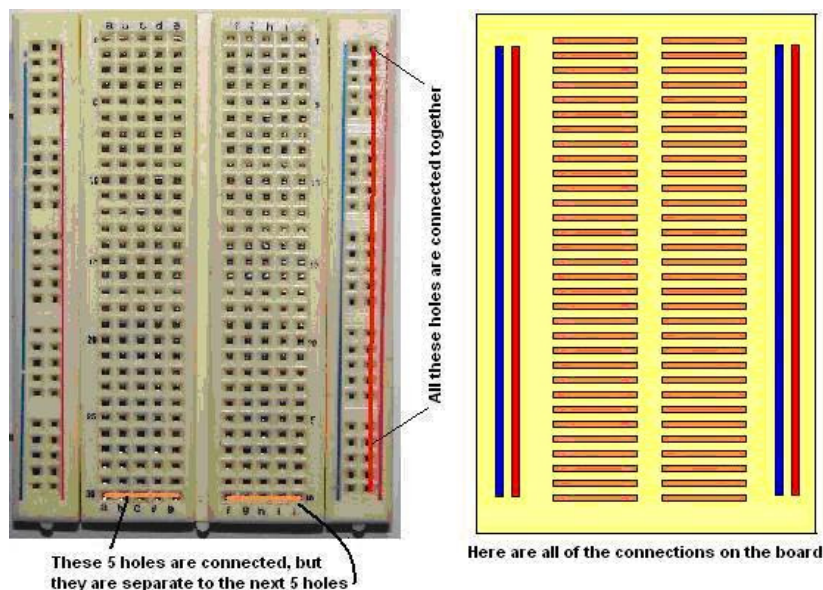 a b c d e
f g h i j
30
a b c d e
f g h i j
All these holes are connected together
These 5 holes are connected, but
they are separate to the next 5 holes
Here are all of the connections on the board